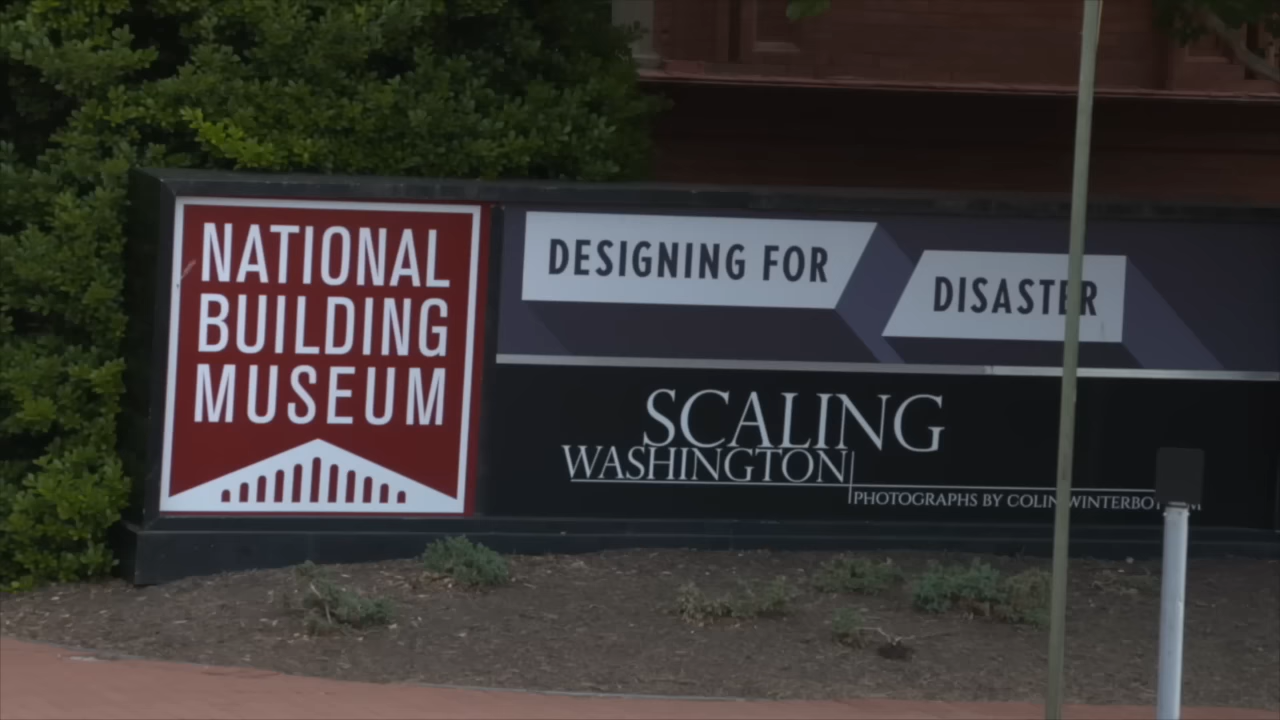 NATIONAL
BUILDING
MUSEUM
DESIGNING FOR
DISASTER
SCALING
WASHINGTON
PHOTOGRAPHS BY COLIN